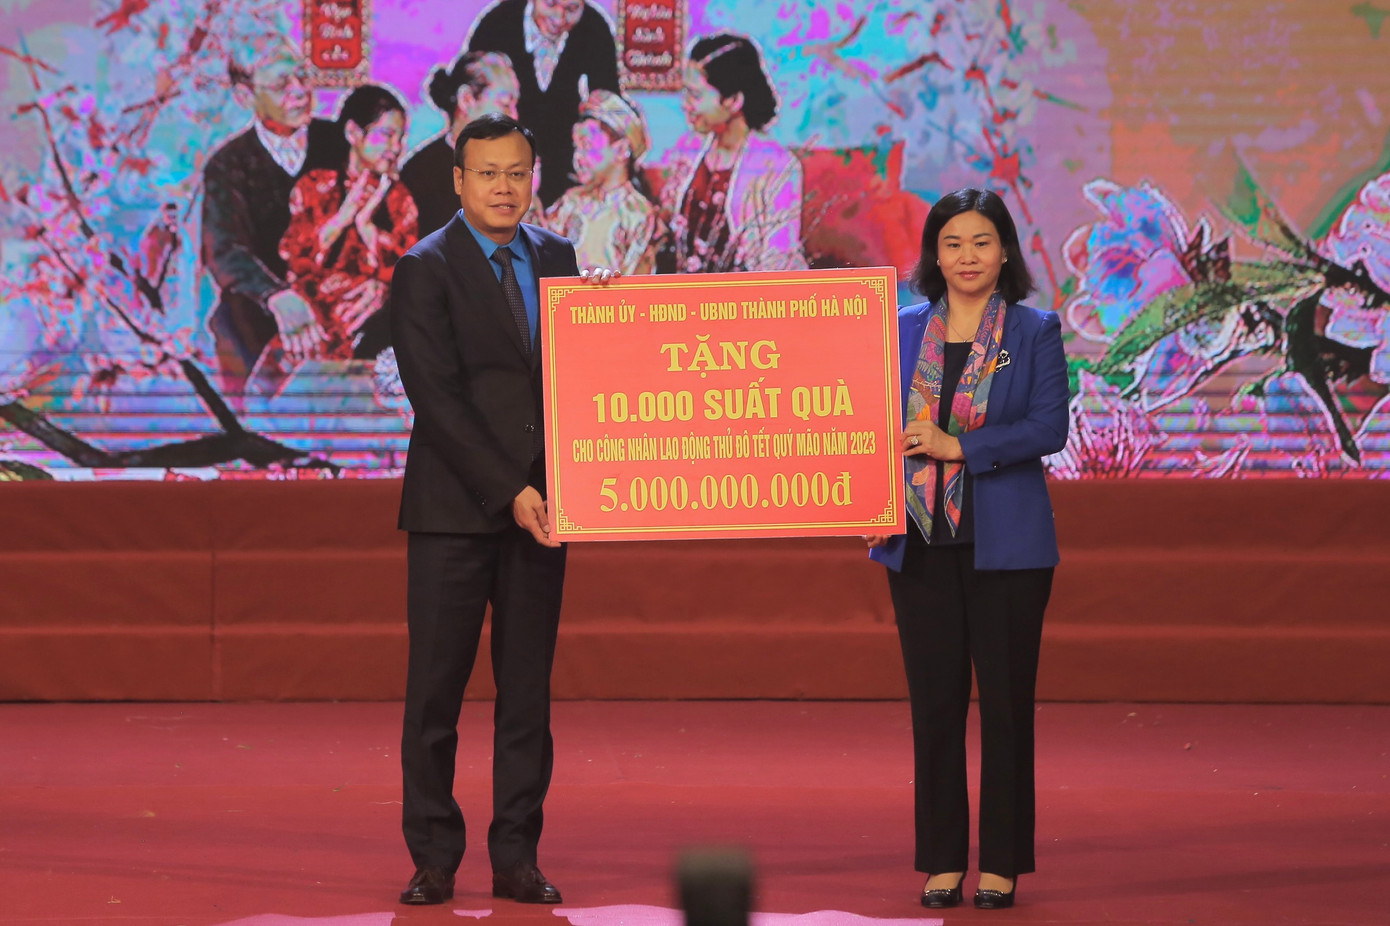 THÀNH ỦY - HĐND - UBND THÀNH PHỐ HÀ NỘI
TẶNG
10.000 SUẤT QUÀ
CHO CÔNG NHÂN LAO ĐỘNG THỦ ĐÔ TẾT QUÝ MÃO NĂM 2023
5.000.000.000đ